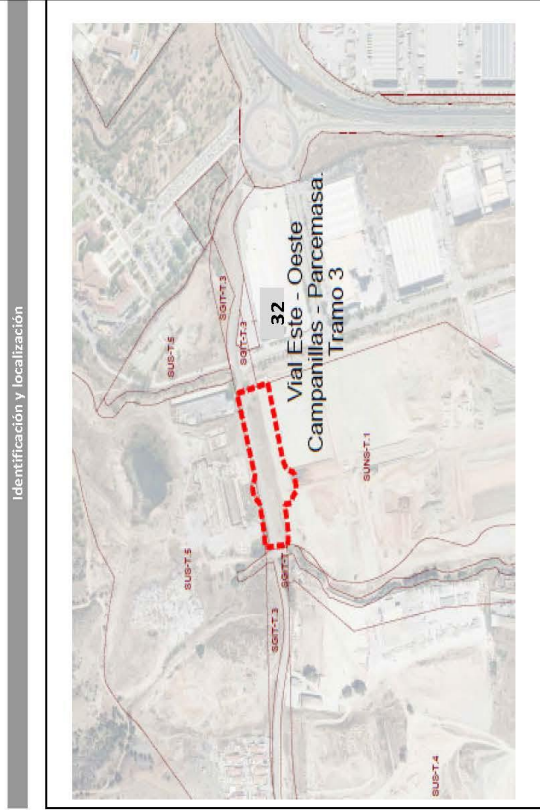 Identificación y localización
SUS-T.5
SGIT-T.3
SGIT-T.3
32
Vial Este - Oeste
Campanillas - Parcemasa.
Tramo 3
SUS-T.5
SUNS-T.1
SGIT-T
SGIT-T.3
SUS-T.4